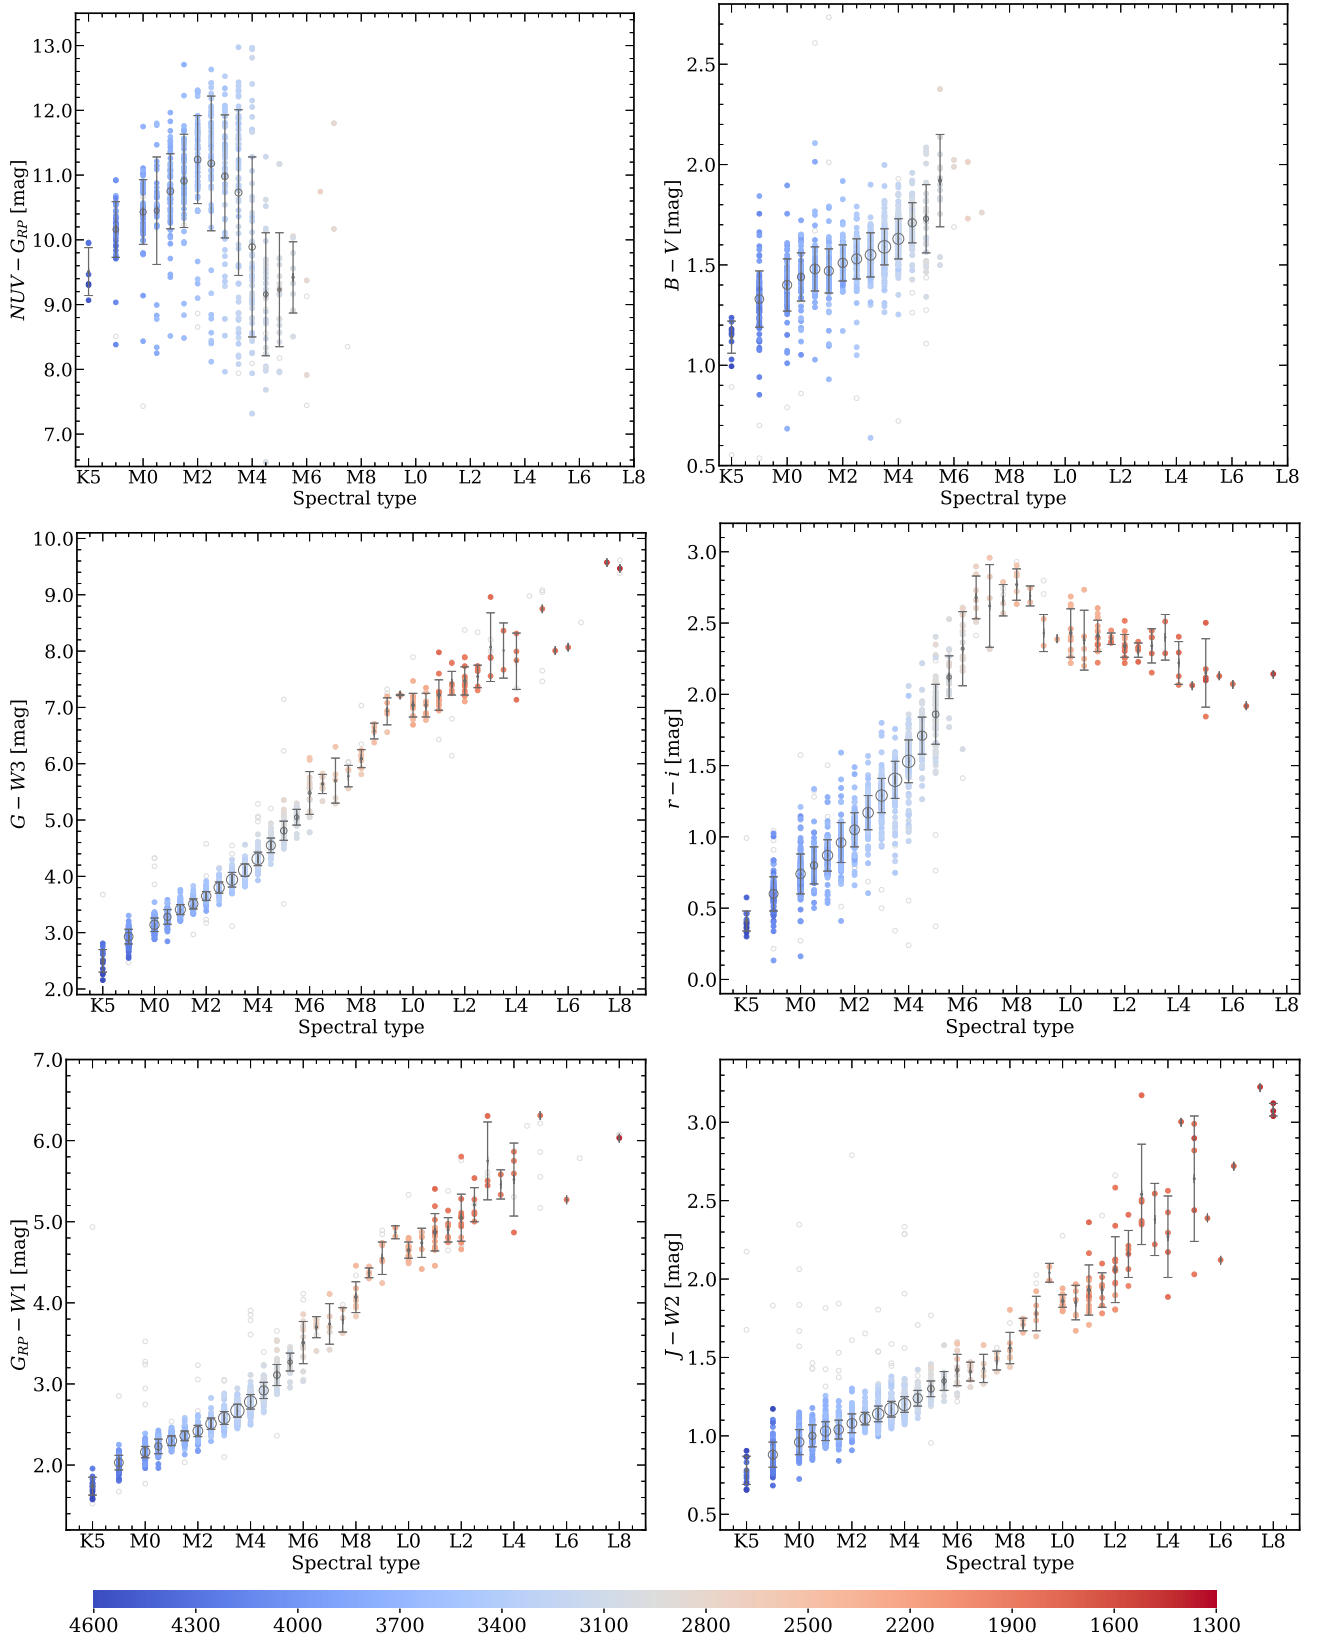 13.0
12.0
11.0
10.0
9.0
8.0
7.0
NUV − G_RP [mag]
K5 M0 M2 M4 M6 M8 L0 L2 L4 L6 L8
Spectral type
2.5
2.0
1.5
1.0
0.5
B − V [mag]
K5 M0 M2 M4 M6 M8 L0 L2 L4 L6 L8
Spectral type
10.0
9.0
8.0
7.0
6.0
5.0
4.0
3.0
2.0
G − W3 [mag]
K5 M0 M2 M4 M6 M8 L0 L2 L4 L6 L8
Spectral type
3.0
2.5
2.0
1.5
1.0
0.5
0.0
r − i [mag]
K5 M0 M2 M4 M6 M8 L0 L2 L4 L6 L8
Spectral type
7.0
6.0
5.0
4.0
3.0
2.0
G_RP − W1 [mag]
K5 M0 M2 M4 M6 M8 L0 L2 L4 L6 L8
Spectral type
3.0
2.5
2.0
1.5
1.0
0.5
J − W2 [mag]
K5 M0 M2 M4 M6 M8 L0 L2 L4 L6 L8
Spectral type
4600 4300 4000 3700 3400 3100 2800 2500 2200 1900 1600 1300